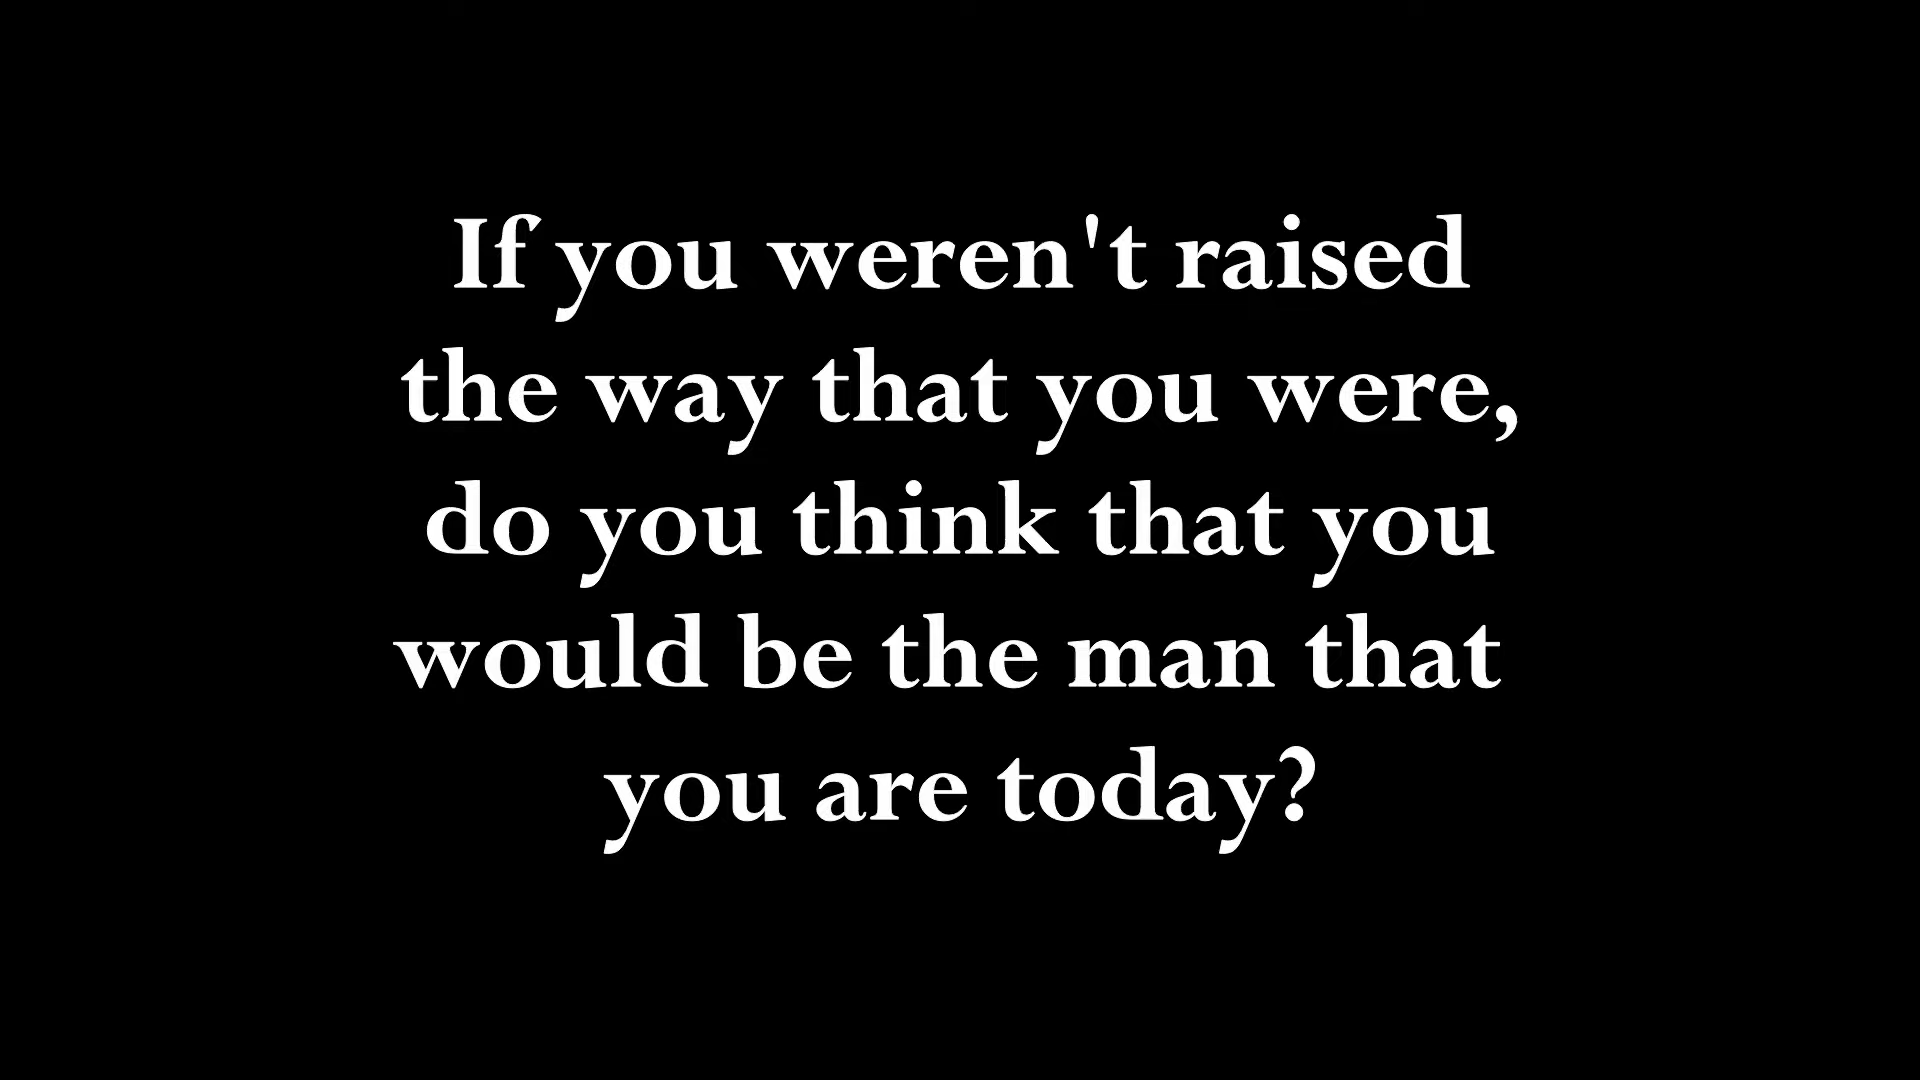 If you weren't raised
the way that you were,
do you think that you
would be the man that
you are today?